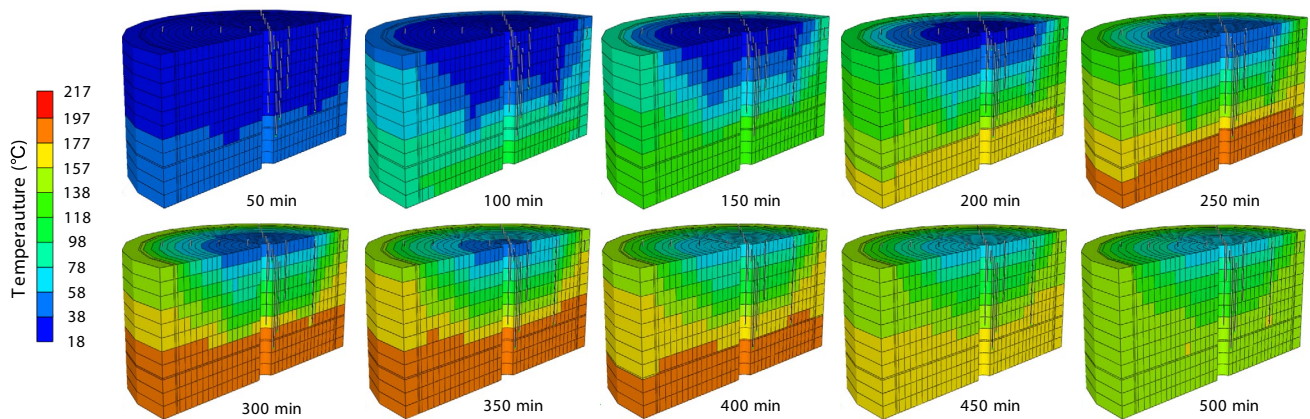 50 min
100 min
150 min
200 min
250 min
Temperauture (°C)
217
197
177
157
138
118
98
78
58
38
18
300 min
350 min
400 min
450 min
500 min